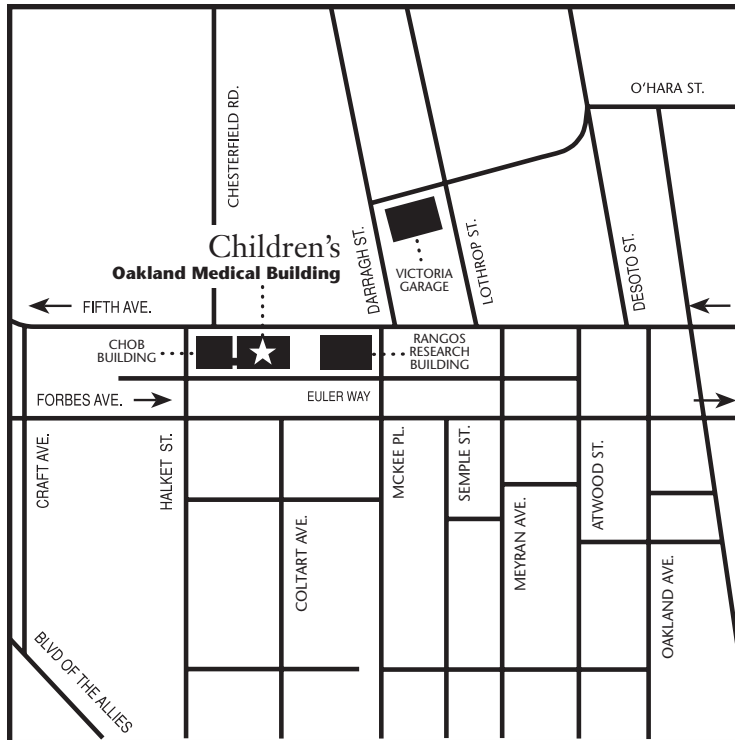 O'HARA ST.
CHESTERFIELD RD.
Children's
Oakland Medical Building
DARRAGH ST.
VICTORIA
GARAGE
LOTHROP ST.
DESOTO ST.
FIFTH AVE.
CHOB
BUILDING
RANGOS
RESEARCH
BUILDING
FORBES AVE.
EULER WAY
CRAFT AVE.
HALKET ST.
COLTART AVE.
MCKEE PL.
SEMPLE ST.
MEYRAN AVE.
ATWOOD ST.
OAKLAND AVE.
BLVD OF THE ALLIES